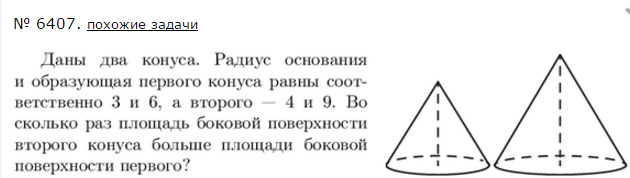 № 6407. похожие задачи
Даны два конуса. Радиус основания
и образующая первого конуса равны соот-
ветственно 3 и 6, а второго — 4 и 9. Во
сколько раз площадь боковой поверхности
второго конуса больше площади боковой
поверхности первого?